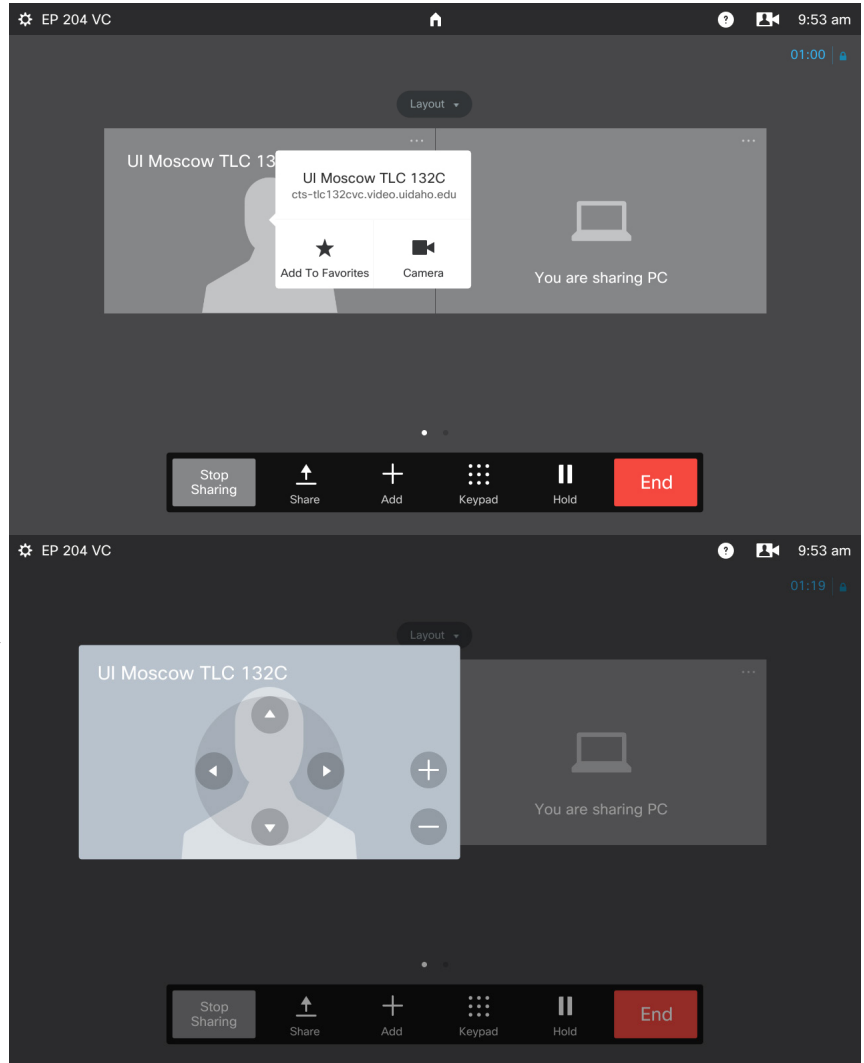 EP 204 VC
? 9:53 am
01:00
Layout
UI Moscow TLC 13
UI Moscow TLC 132C
cts-tlc132cvc.video.uidaho.edu
Add To Favorites
Camera
You are sharing PC
Stop
Sharing
Share
Add
Keypad
Hold
End
EP 204 VC
? 9:53 am
01:19
Layout
UI Moscow TLC 132C
You are sharing PC
Stop
Sharing
Share
Add
Keypad
Hold
End